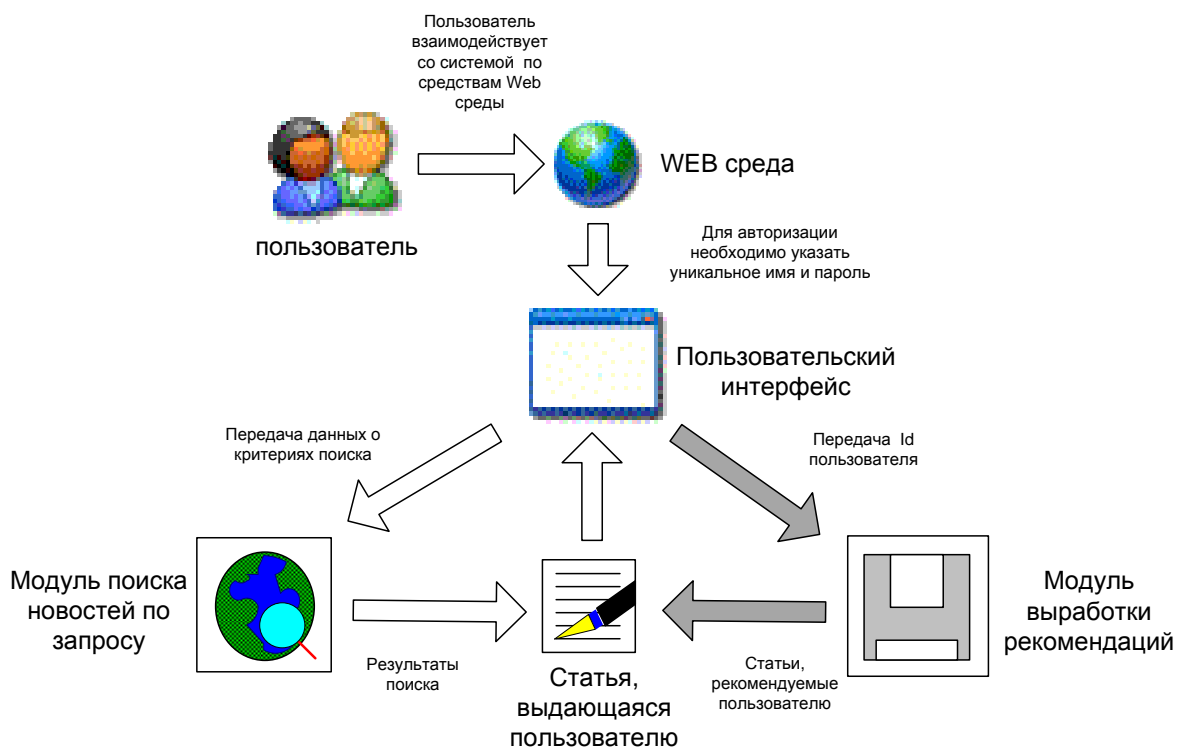 Пользователь
взаимодействует
со системой по
средствам Web
среды
WEB среда
пользователь
Для авторизации
необходимо указать
уникальное имя и пароль
Пользовательский
интерфейс
Передача данных о
критериях поиска
Передача Id
пользователя
Модуль поиска
новостей по
запросу
Модуль
выработки
рекомендаций
Результаты
поиска
Статьи,
рекомендуемые
пользователю
Статья,
выдающаяся
пользователю